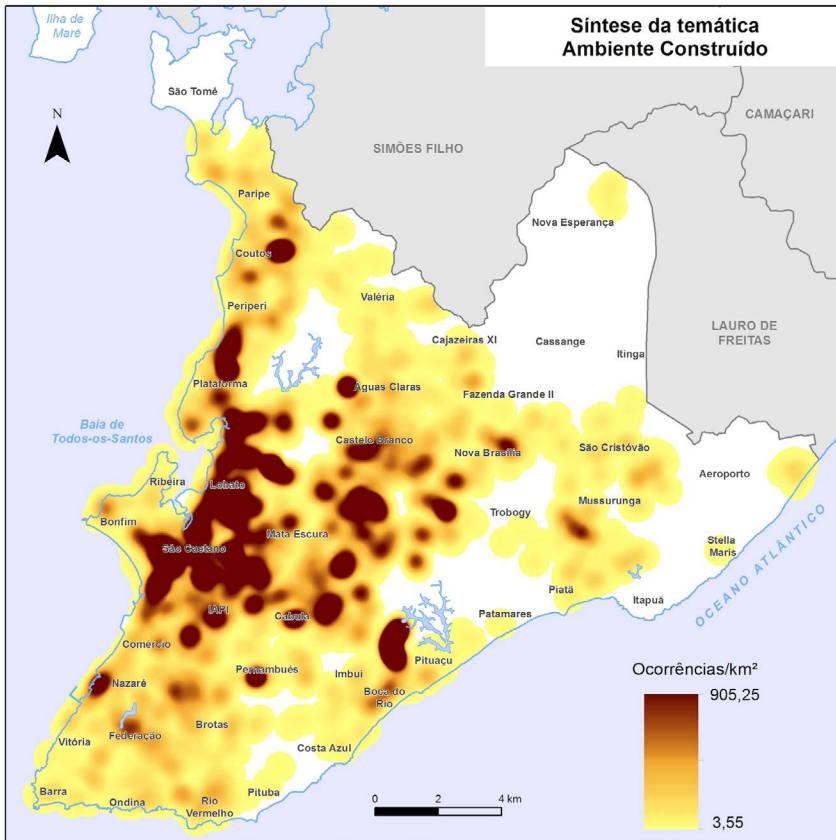 Ilha de
Maré
Síntese da temática
Ambiente Construído
São Tomé
CAMAÇARI
N
SIMÕES FILHO
Paripe
Nova Esperança
Coutos
Valéria
Periperi
LAURO DE
FREITAS
Cajazeiras XI
Cassange
Itinga
Plataforma
Águas Claras
Fazenda Grande II
Baía de
Todos-os-Santos
Castelo Branco
Nova Brasília
São Cristóvão
Aeroporto
Ribeira
Lobato
Mussurunga
Bonfim
Trobogy
Mata Escura
São Caetano
Stella
Maris
OCEANO ATLÂNTICO
Piatã
Itapuã
IAPI
Cabula
Patamares
Comércio
Pituaçu
Pernambués
Imbuí
Nazaré
Boca do
Rio
Ocorrências/km²
905,25
Brotas
Federação
Vitória
Costa Azul
Barra
Ondina
Rio
Vermelho
Pituba
0 2 4 km
3,55